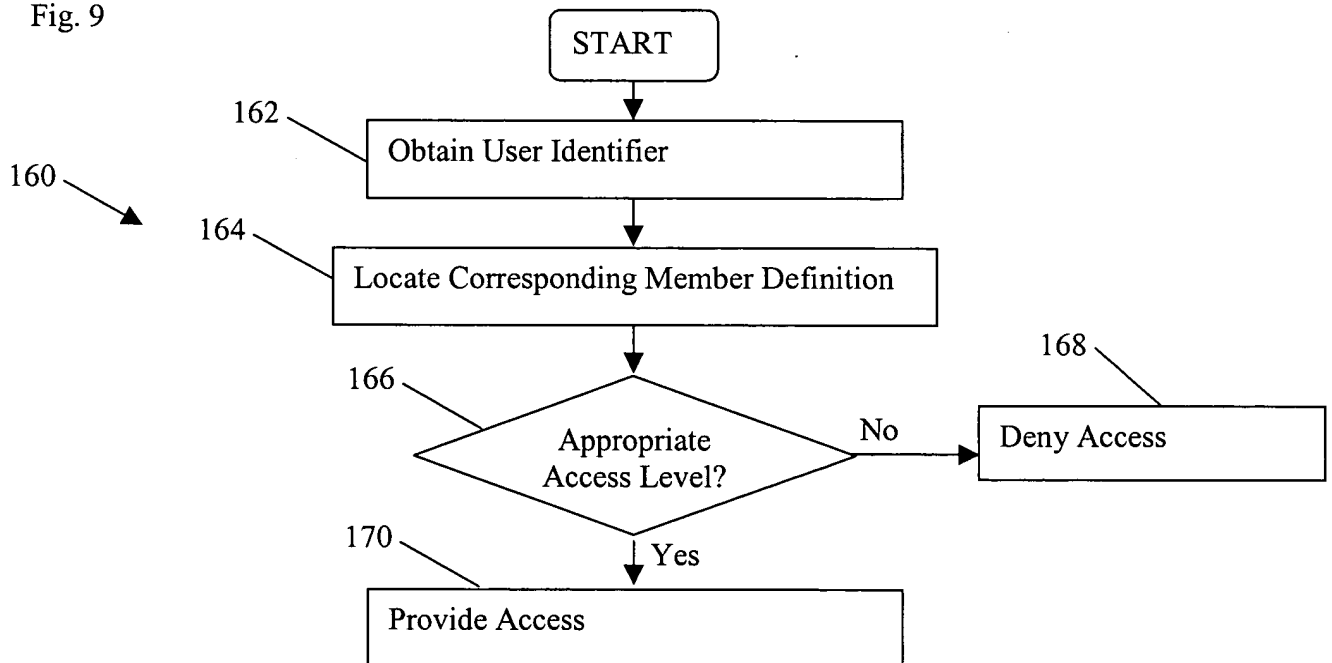 Fig. 9
START
162
Obtain User Identifier
160
164
Locate Corresponding Member Definition
166
168
Appropriate
Access Level?
No
Deny Access
170
Yes
Provide Access